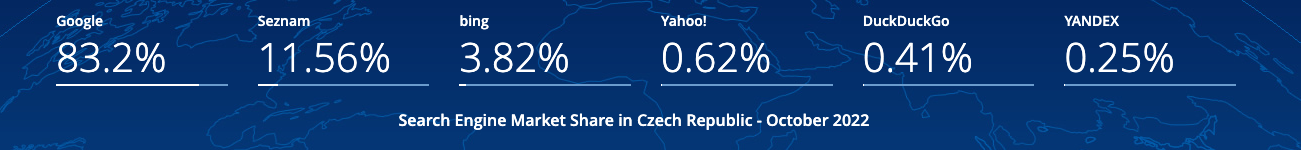 Google Seznam bing Yahoo! DuckDuckGo YANDEX
83.2% 11.56% 3.82% 0.62% 0.41% 0.25%
Search Engine Market Share in Czech Republic - October 2022